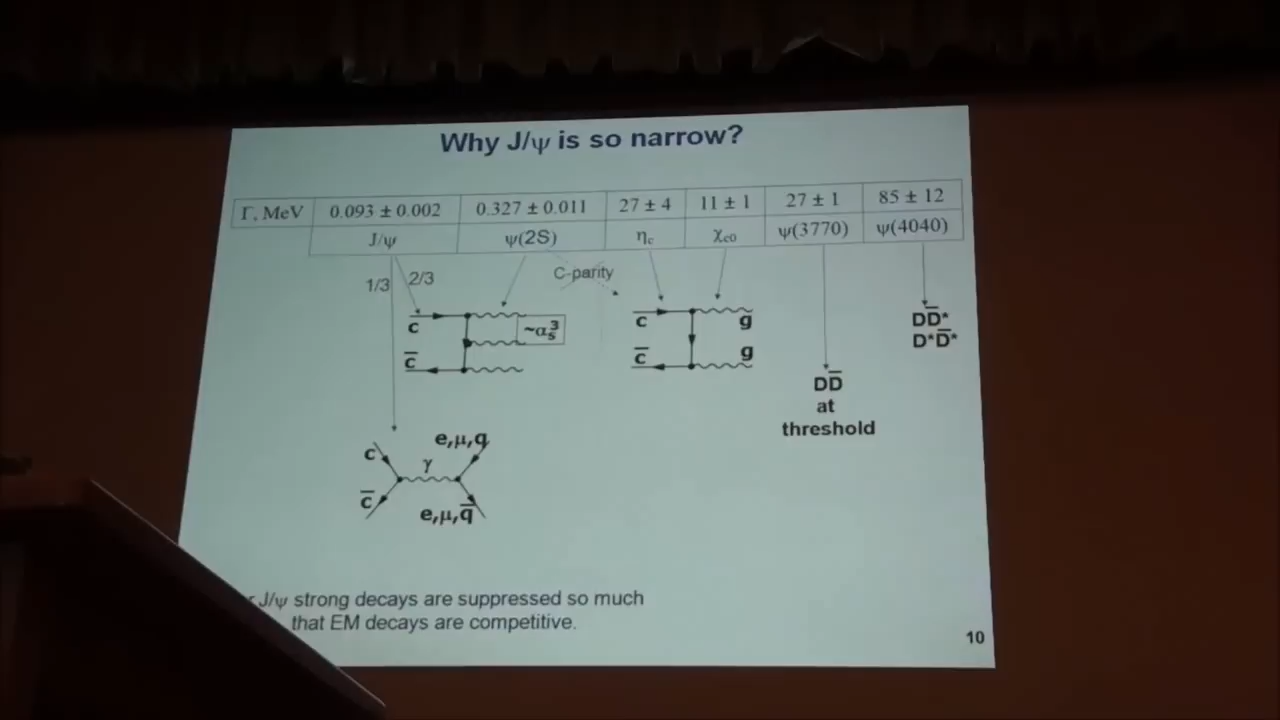 Why J/ψ is so narrow?
Γ, MeV 0.093 ± 0.002 0.327 ± 0.011 27 ± 4 11 ± 1 27 ± 1 85 ± 12
J/ψ ψ(2S) ηc χc0 ψ(3770) ψ(4040)
1/3 2/3 C-parity
c ~αs³ c g
c̄ c̄ g
DD̄*
D*D̄*
DD̄
at
threshold
c γ e,μ,q
c̄ e,μ,q̄
J/ψ strong decays are suppressed so much
that EM decays are competitive.
10